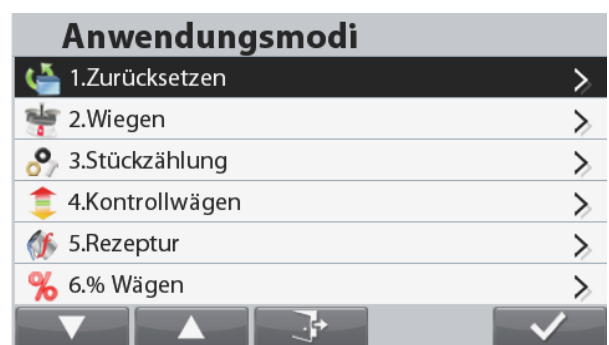 Anwendungsmodi
1.Zurücksetzen
2.Wiegen
3.Stückzählung
4.Kontrollwägen
5.Rezeptur
6.% Wägen